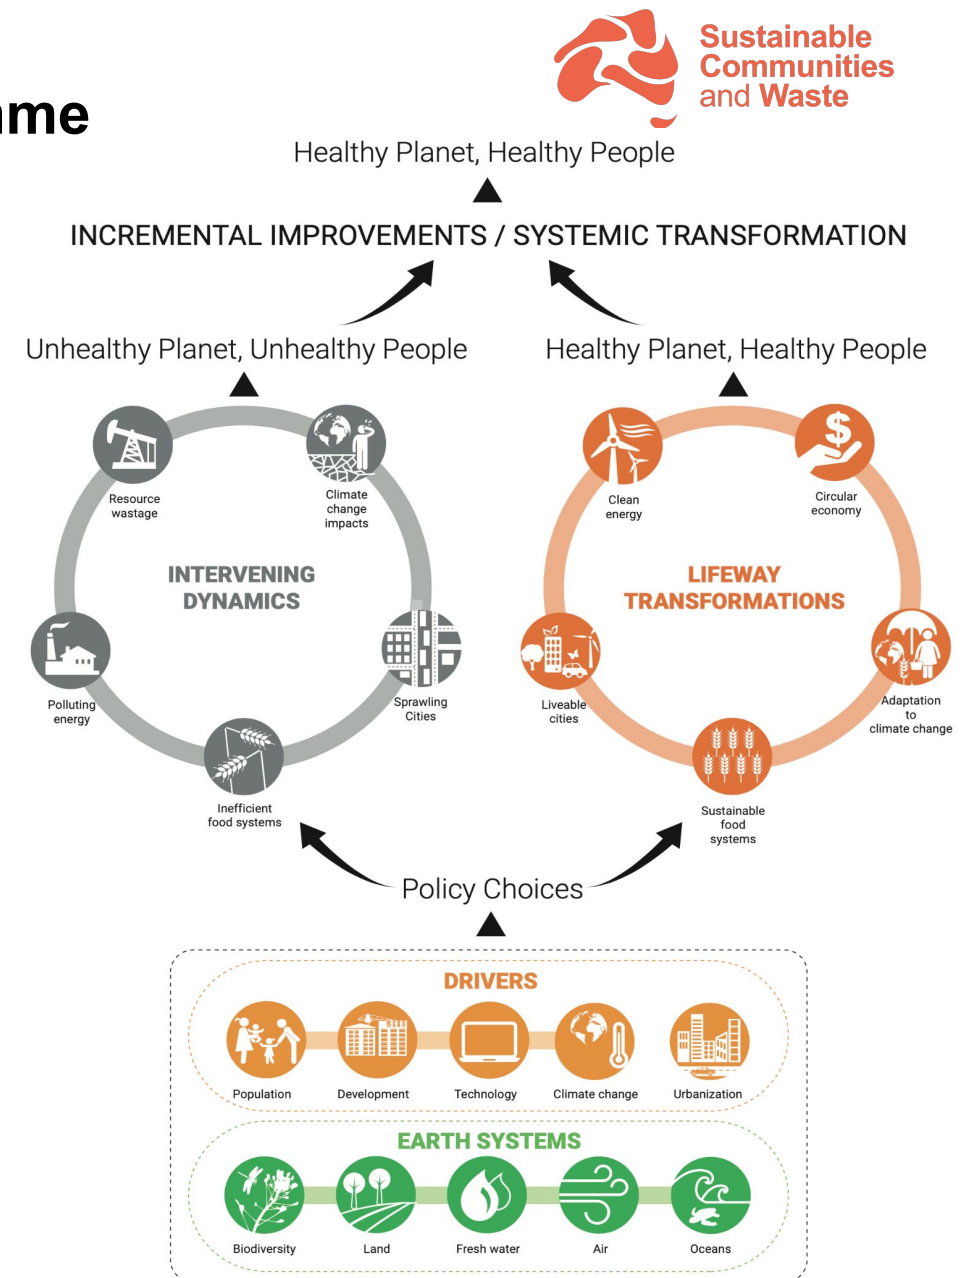 Sustainable
Communities
and Waste
Healthy Planet, Healthy People
INCREMENTAL IMPROVEMENTS / SYSTEMIC TRANSFORMATION
Unhealthy Planet, Unhealthy People
Healthy Planet, Healthy People
Resource
wastage
Climate
change
impacts
INTERVENING
DYNAMICS
Polluting
energy
Sprawling
Cities
Inefficient
food systems
Clean
energy
$
Circular
economy
LIFEWAY
TRANSFORMATIONS
Liveable
cities
Adaptation
to
climate change
Sustainable
food
systems
Policy Choices
DRIVERS
Population
Development
Technology
Climate change
Urbanization
EARTH SYSTEMS
Biodiversity
Land
Fresh water
Air
Oceans